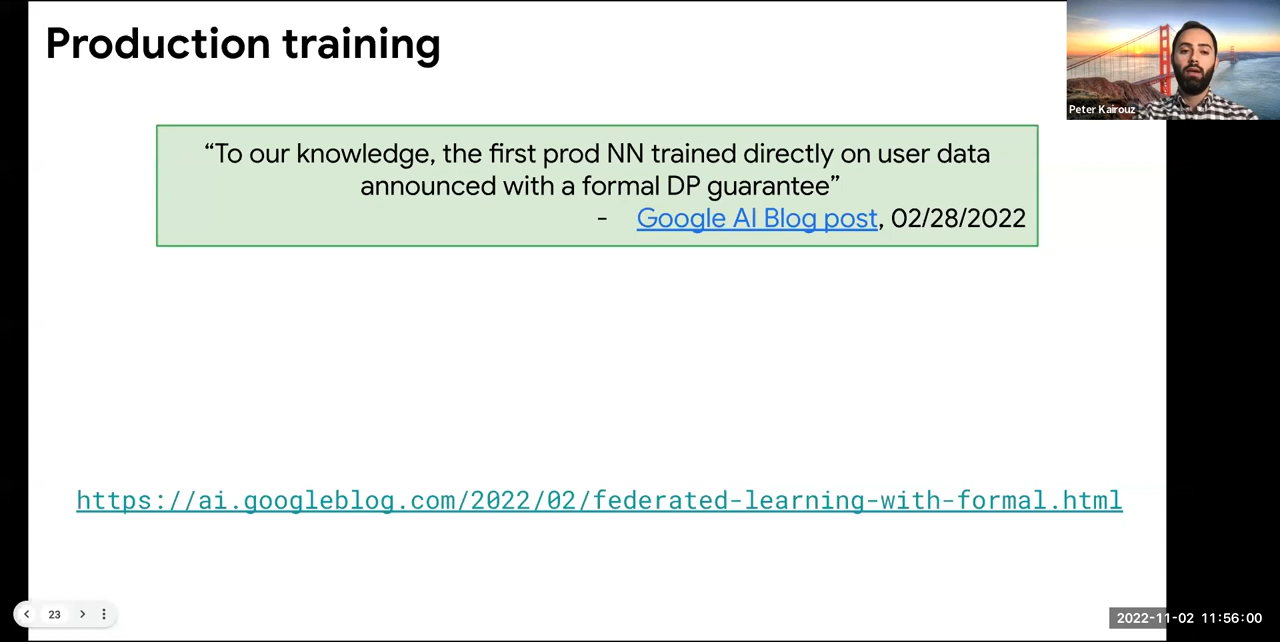 Production training
Peter Kairouz
“To our knowledge, the first prod NN trained directly on user data
announced with a formal DP guarantee”
- Google AI Blog post, 02/28/2022
https://ai.googleblog.com/2022/02/federated-learning-with-formal.html
23
2022-11-02 11:56:00